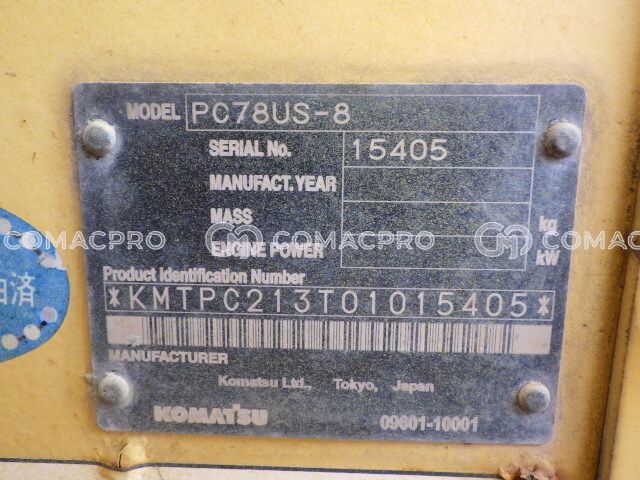 MODEL PC78US-8
SERIAL No. 15405
MANUFACT. YEAR
MASS kg
ENGINE POWER kW
COMACPRO COMACPRO COMACPRO
Product Identification Number
*KMTPC213T01015405*
MANUFACTURER
Komatsu Ltd., Tokyo, Japan
KOMATSU 09601-10001
済